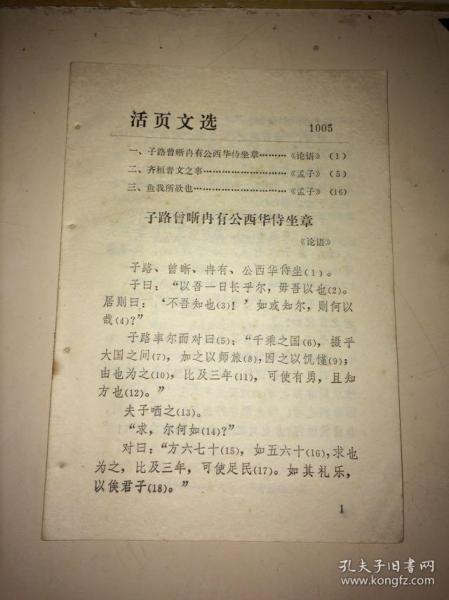 活页文选 1005
一、子路曾晰冉有公西华侍坐章………《论语》(1)
二、齐桓晋文之事………………………《孟子》(5)
三、鱼我所欲也…………………………《孟子》(16)
子路曾晰冉有公西华侍坐章
《论语》
子路、曾晰、冉有、公西华侍坐(1)。
子曰:“以吾一日长乎尔,毋吾以也(2)。
居则曰:‘不吾知也(3)!’如或知尔,则何以
哉(4)?”
子路率尔而对曰(5):“千乘之国(6),摄乎
大国之间(7),加之以师旅(8),因之以饥馑(9);
由也为之(10),比及三年(11),可使有勇,且知
方也(12)。”
夫子哂之(13)。
“求,尔何如(14)?”
对曰:“方六七十(15),如五六十(16),求也
为之,比及三年,可使足民(17)。如其礼乐,
以俟君子(18)。”
1
孔夫子旧书网
www.kongfz.com